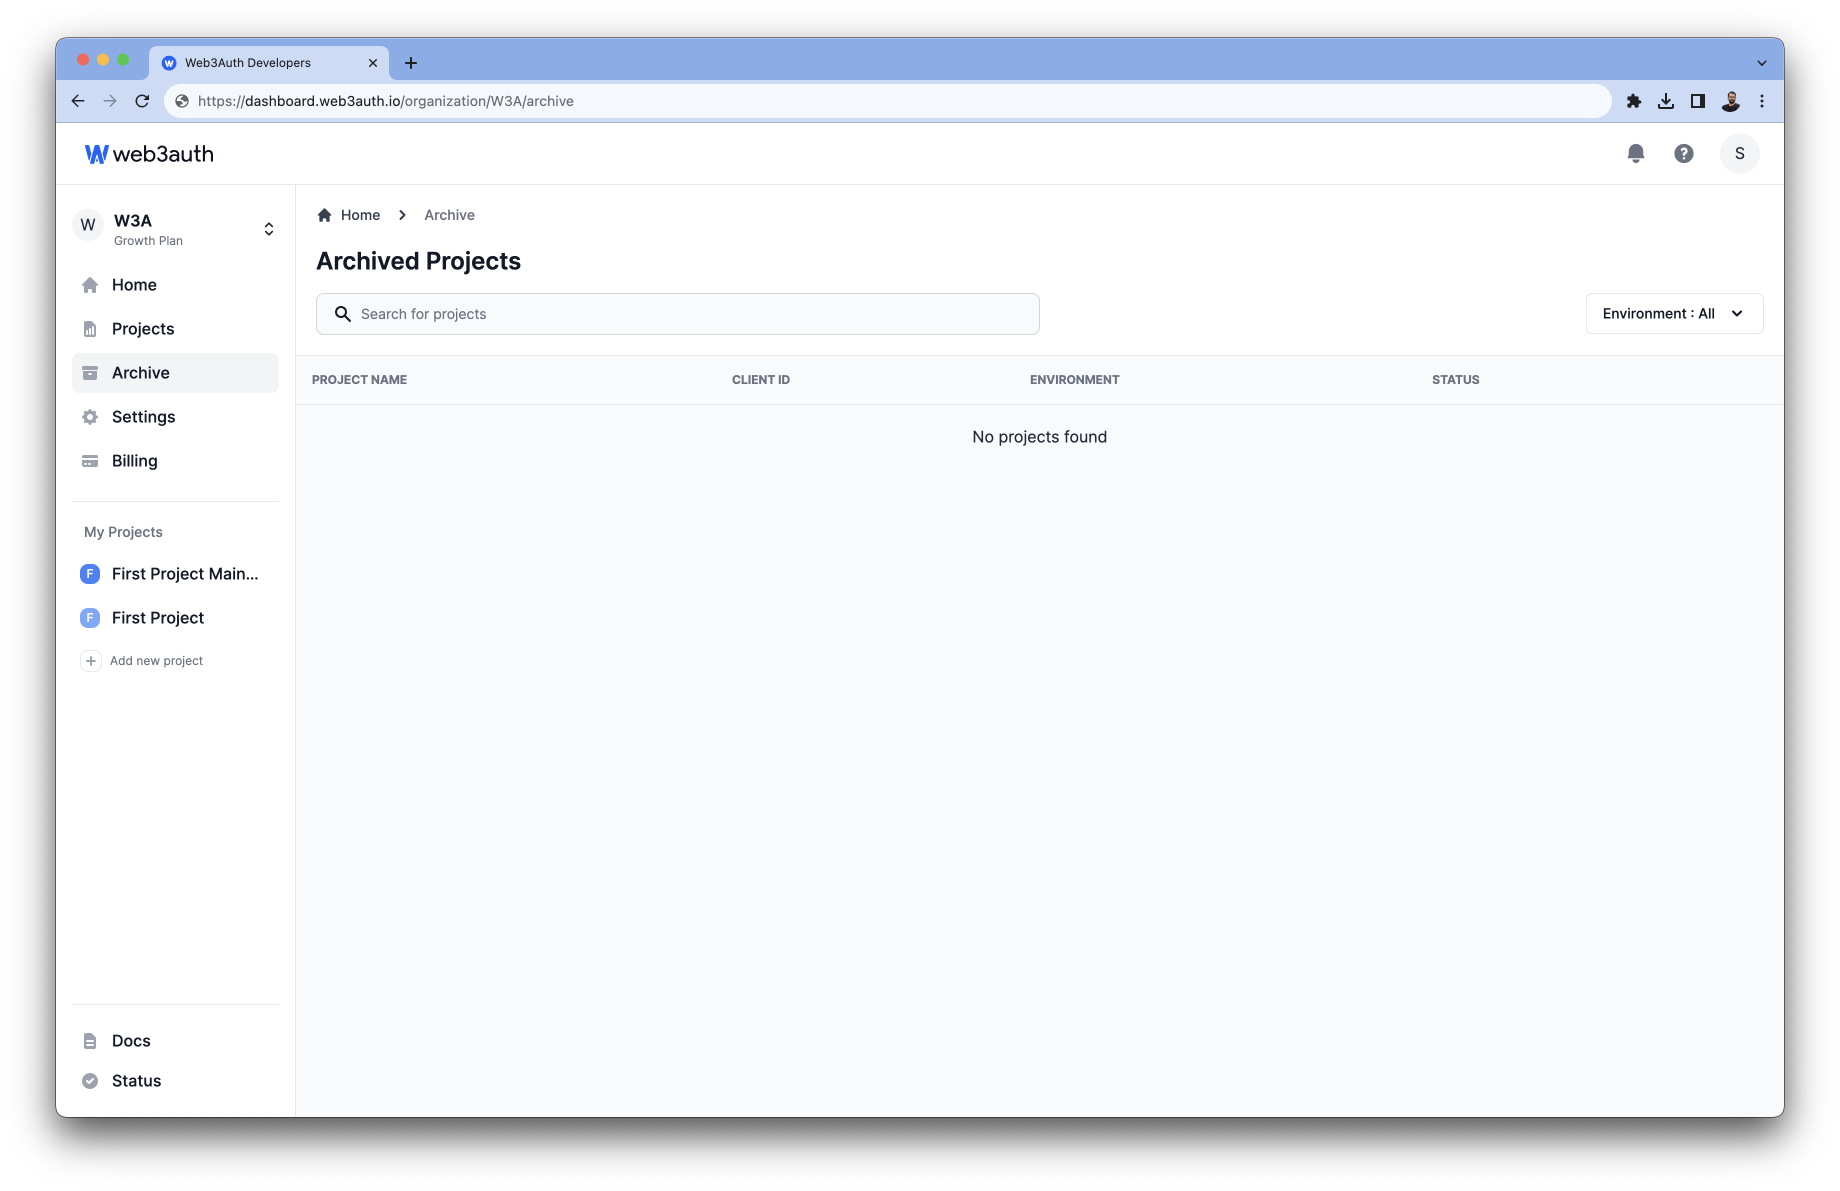 Web3Auth Developers
https://dashboard.web3auth.io/organization/W3A/archive
web3auth
S
W
W3A
Growth Plan
Home
Projects
Archive
Settings
Billing
My Projects
F
First Project Main...
F
First Project
Add new project
Docs
Status
Home
Archive
Archived Projects
Search for projects
Environment : All
PROJECT NAME
CLIENT ID
ENVIRONMENT
STATUS
No projects found